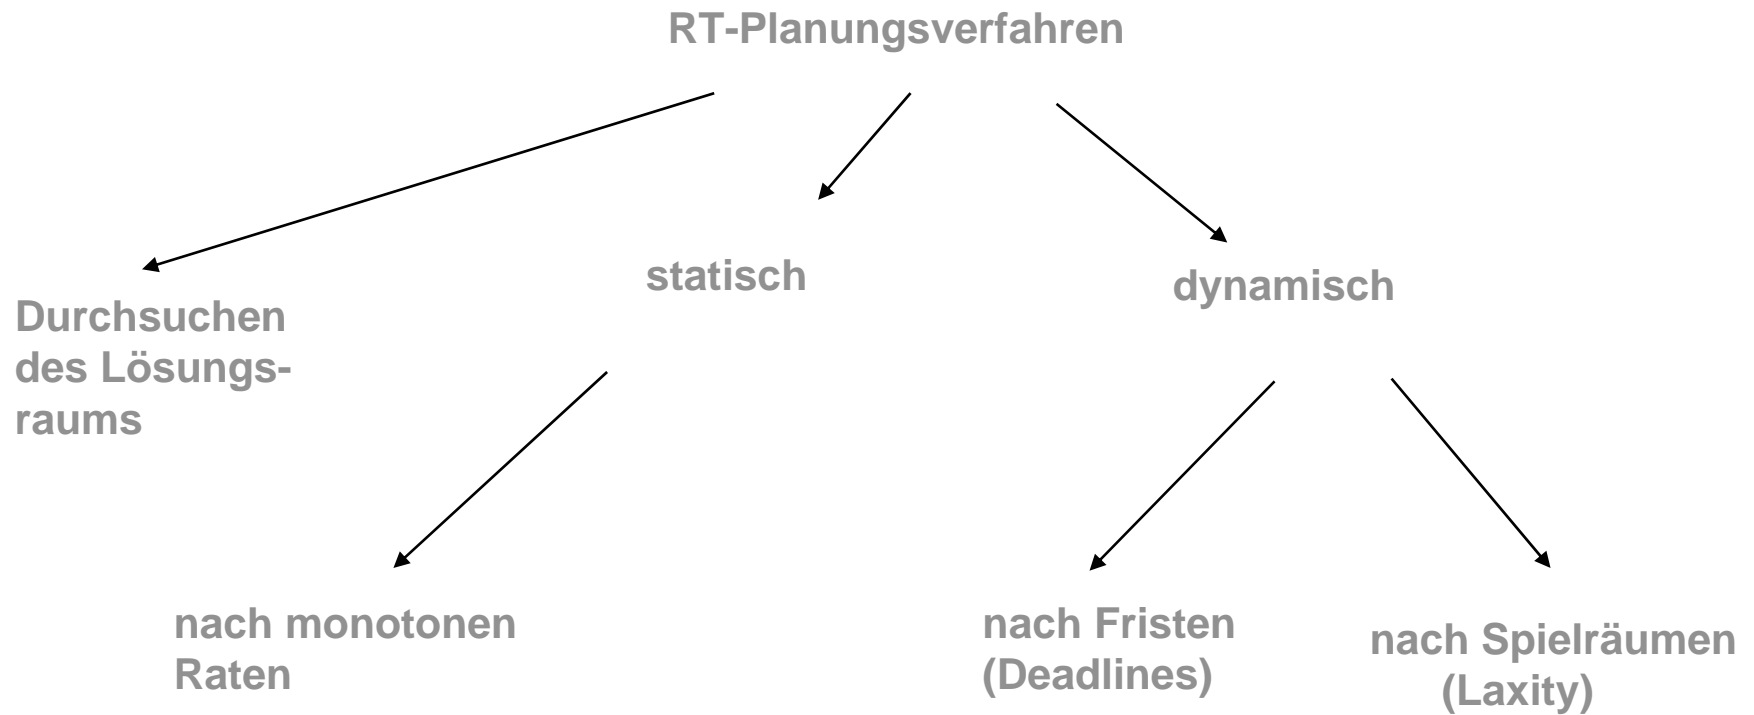 RT-Planungsverfahren
statisch
dynamisch
Durchsuchen
des Lösungs-
raums
nach monotonen
Raten
nach Fristen
(Deadlines)
nach Spielräumen
(Laxity)